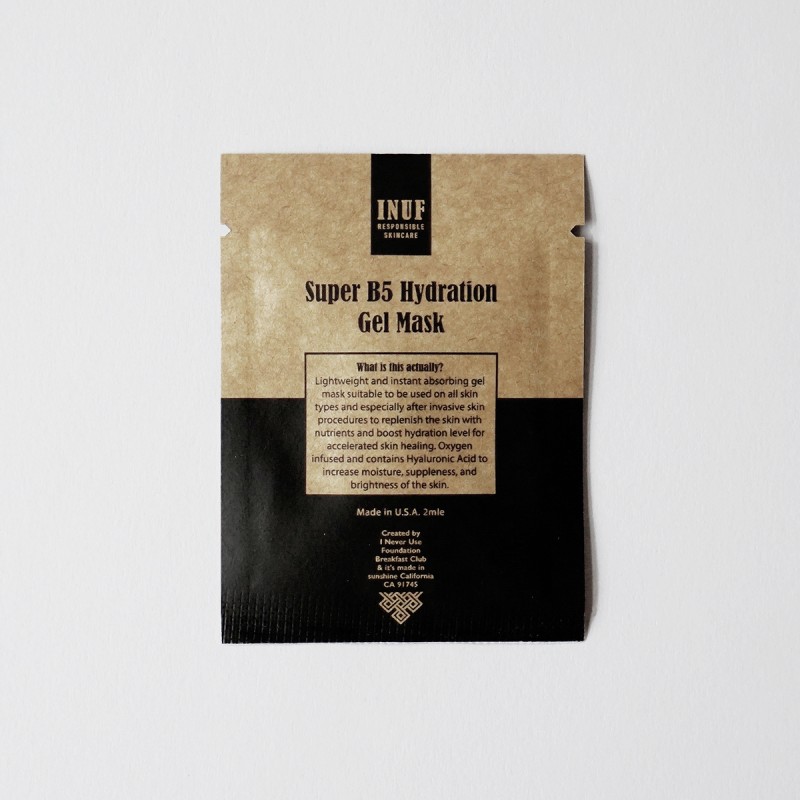 INUF
RESPONSIBLE
SKINCARE
Super B5 Hydration
Gel Mask
What is this actually?
Lightweight and instant absorbing gel
mask suitable to be used on all skin
types and especially after invasive skin
procedures to replenish the skin with
nutrients and boost hydration level for
accelerated skin healing. Oxygen
infused and contains Hyaluronic Acid to
increase moisture, suppleness, and
brightness of the skin.
Made in U.S.A. 2mle
Created by
I Never Use
Foundation
Breakfast Club
& it's made in
sunshine California
CA 91745